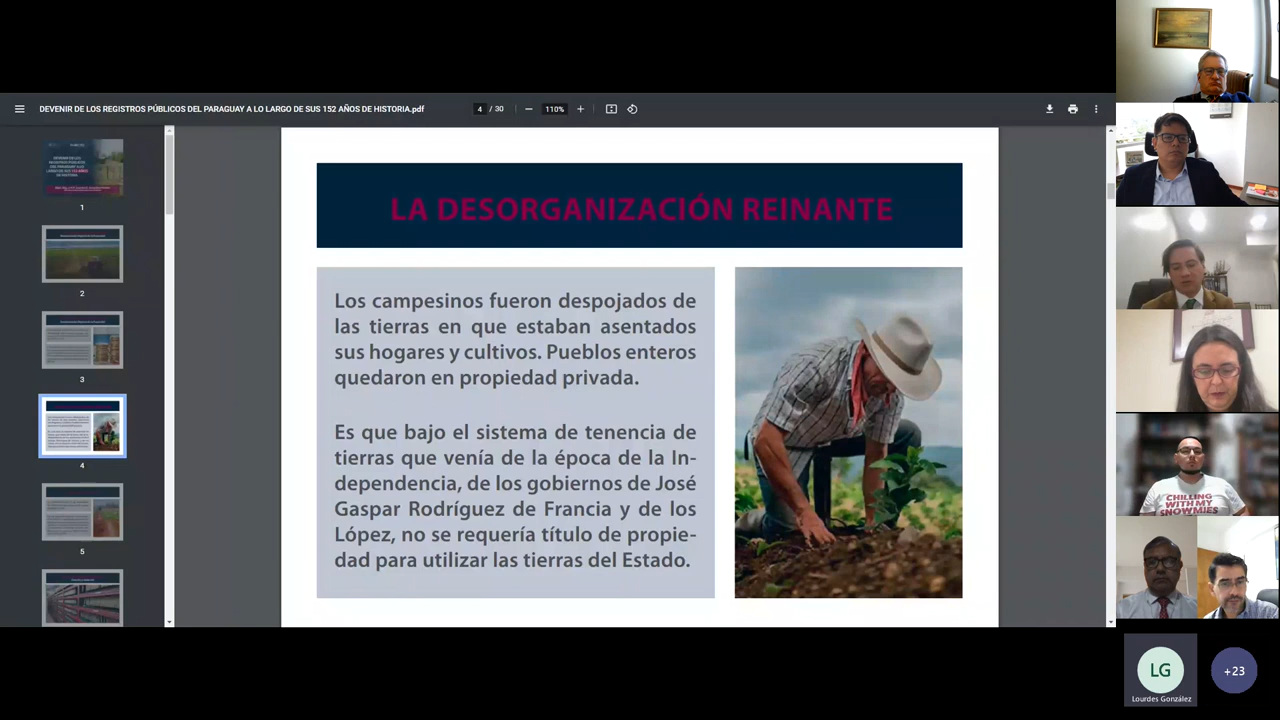 DEVENIR DE LOS REGISTROS PÚBLICOS DEL PARAGUAY A LO LARGO DE SUS 152 AÑOS DE HISTORIA.pdf
4 / 30
110%
1
2
3
4
5
LA DESORGANIZACIÓN REINANTE
Los campesinos fueron despojados de
las tierras en que estaban asentados
sus hogares y cultivos. Pueblos enteros
quedaron en propiedad privada.
Es que bajo el sistema de tenencia de
tierras que venía de la época de la In-
dependencia, de los gobiernos de José
Gaspar Rodríguez de Francia y de los
López, no se requería título de propie-
dad para utilizar las tierras del Estado.
CHILLING
WITH MY
SNOWMIES
LG
Lourdes González
+23